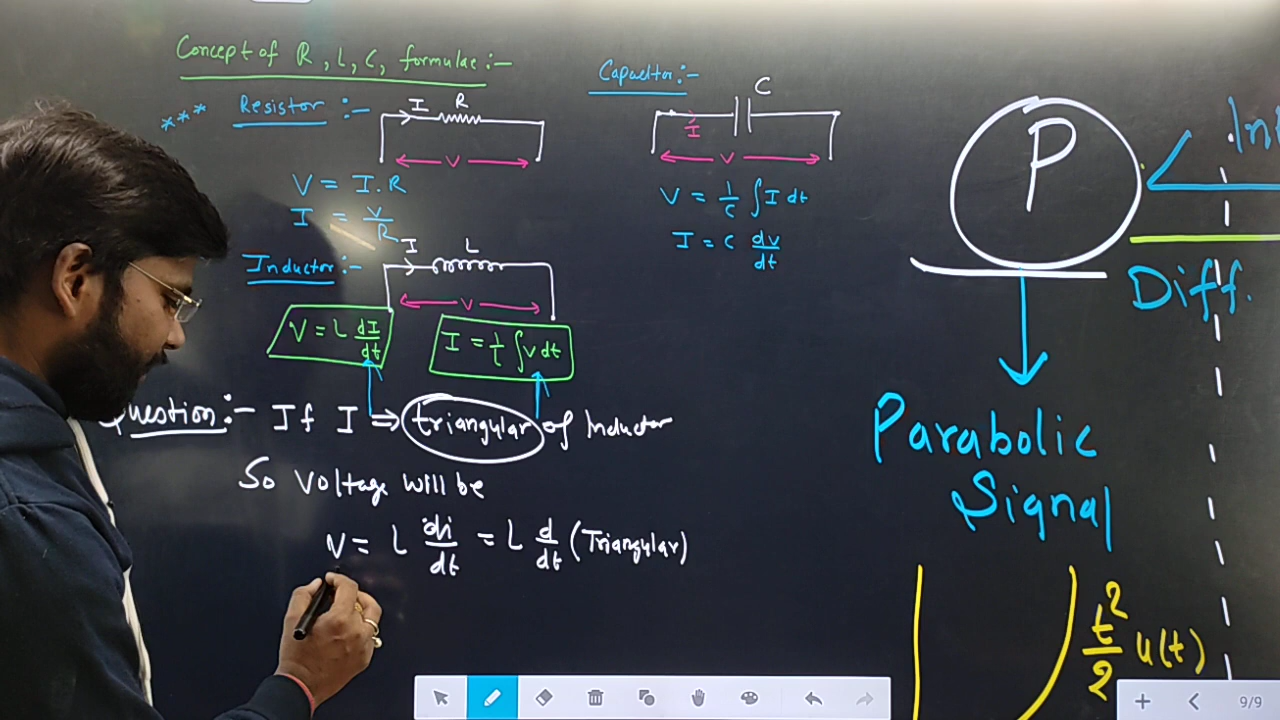 Concept of R, L, C, formulae :-
*** Resistor :-
I R
V
V = I.R
I = V/R
Inductor :-
I L
V
V = L dI/dt
I = 1/L ∫ v dt
Question :- If I ⇒ triangular of Inductor
So Voltage will be
V = L di/dt = L d/dt (Triangular)
Capacitor :-
C
I
V
V = 1/C ∫ I dt
I = C dv/dt
P
Diff.
Parabolic
Signal
t²/2 u(t)
9/9